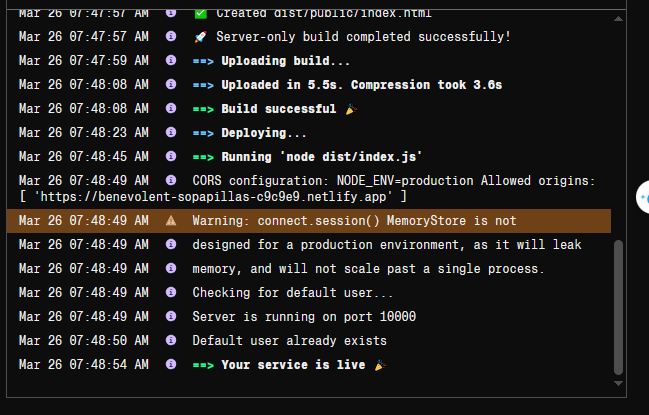 Mar 26 07:47:57 AM Created dist/public/index.html
Mar 26 07:47:57 AM 🚀 Server-only build completed successfully!
Mar 26 07:47:59 AM ==> Uploading build...
Mar 26 07:48:08 AM ==> Uploaded in 5.5s. Compression took 3.6s
Mar 26 07:48:08 AM ==> Build successful 🎉
Mar 26 07:48:23 AM ==> Deploying...
Mar 26 07:48:45 AM ==> Running 'node dist/index.js'
Mar 26 07:48:49 AM CORS configuration: NODE_ENV=production Allowed origins:
[ 'https://benevolent-sopapillas-c9c9e9.netlify.app' ]
Mar 26 07:48:49 AM Warning: connect.session() MemoryStore is not
Mar 26 07:48:49 AM designed for a production environment, as it will leak
Mar 26 07:48:49 AM memory, and will not scale past a single process.
Mar 26 07:48:49 AM Checking for default user...
Mar 26 07:48:49 AM Server is running on port 10000
Mar 26 07:48:50 AM Default user already exists
Mar 26 07:48:54 AM ==> Your service is live 🎉